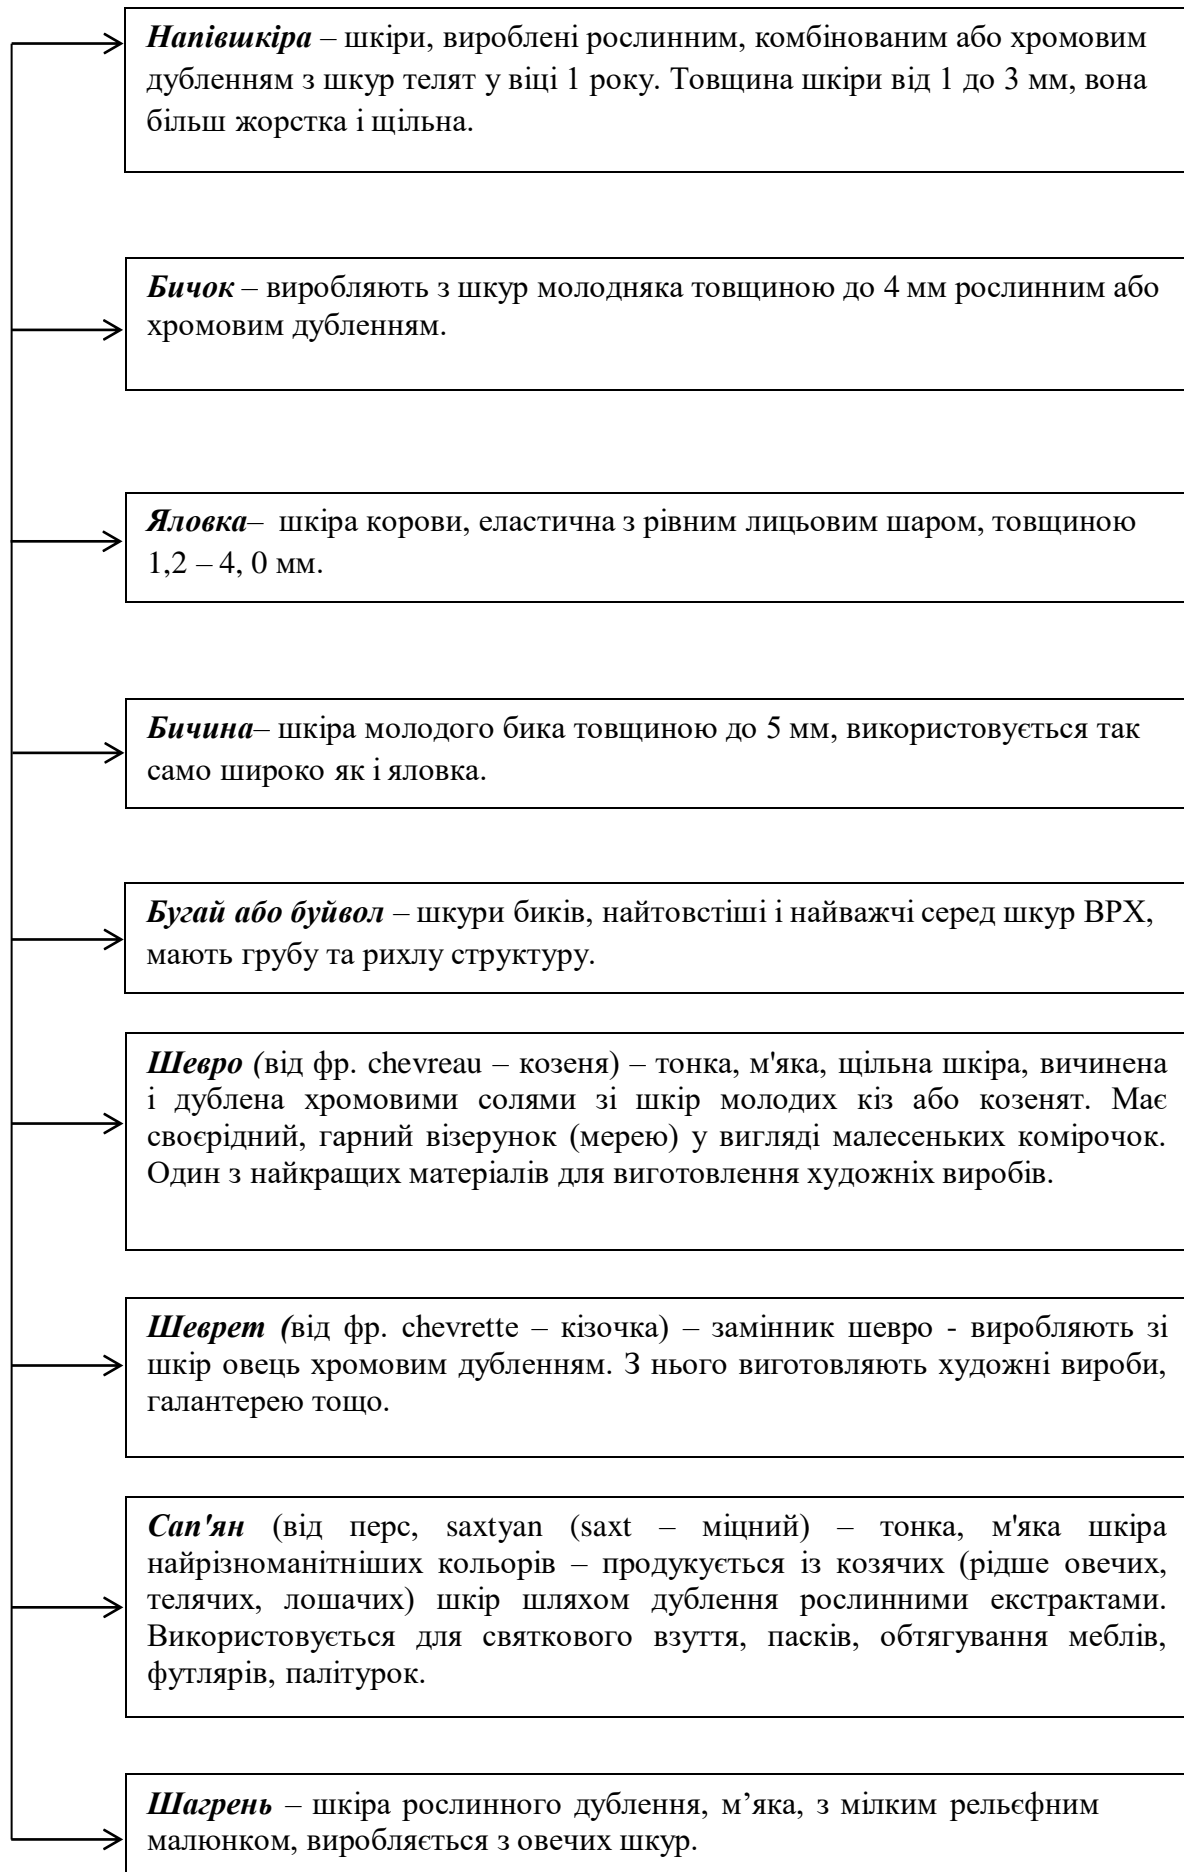 Напівшкіра – шкіри, вироблені рослинним, комбінованим або хромовим
дубленням з шкур телят у віці 1 року. Товщина шкіри від 1 до 3 мм, вона
більш жорстка і щільна.
Бичок – виробляють з шкур молодняка товщиною до 4 мм рослинним або
хромовим дубленням.
Яловка– шкіра корови, еластична з рівним лицьовим шаром, товщиною
1,2 – 4, 0 мм.
Бичина– шкіра молодого бика товщиною до 5 мм, використовується так
само широко як і яловка.
Бугай або буйвол – шкури биків, найтовстіші і найважчі серед шкур ВРХ,
мають грубу та рихлу структуру.
Шевро (від фр. chevreau – козеня) – тонка, м'яка, щільна шкіра, вичинена
і дублена хромовими солями зі шкір молодих кіз або козенят. Має
своєрідний, гарний візерунок (мерею) у вигляді малесеньких комірочок.
Один з найкращих матеріалів для виготовлення художніх виробів.
Шеврет (від фр. chevrette – кізочка) – замінник шевро - виробляють зі
шкір овець хромовим дубленням. З нього виготовляють художні вироби,
галантерею тощо.
Сап'ян (від перс, saxtyan (saxt – міцний) – тонка, м'яка шкіра
найрізноманітніших кольорів – продукується із козячих (рідше овечих,
телячих, лошачих) шкір шляхом дублення рослинними екстрактами.
Використовується для святкового взуття, пасків, обтягування меблів,
футлярів, палітурок.
Шагрень – шкіра рослинного дублення, м’яка, з мілким рельєфним
малюнком, виробляється з овечих шкур.